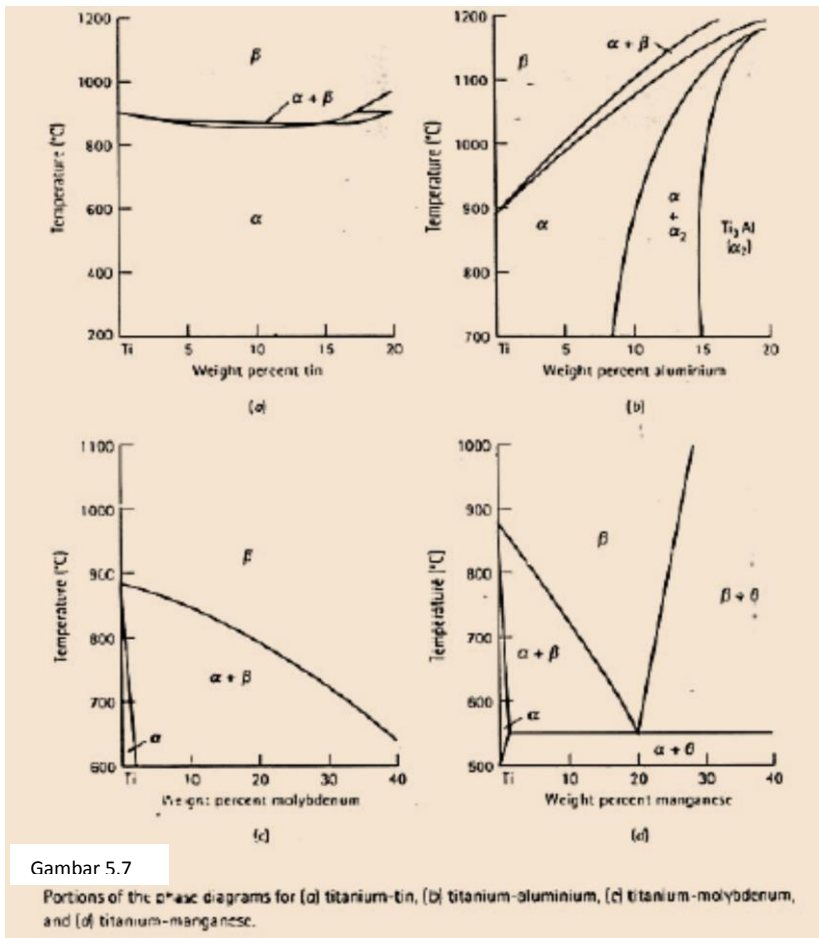 1200
1000
800
600
400
200
Temperature (°C)
β
α + β
α
Ti 5 10 15 20
Weight percent tin
(a)
1200
1100
1000
900
800
700
Temperature (°C)
β
α + β
α
α
+
α₂
Ti₃Al
(α₂)
Ti 5 10 15 20
Weight percent aluminium
(b)
1100
1000
900
800
700
600
Temperature (°C)
β
α + β
α
Ti 10 20 30 40
Weight percent molybdenum
(c)
1000
900
800
700
600
500
Temperature (°C)
β
β + θ
α + β
α
α + θ
Ti 10 20 30 40
Weight percent manganese
(d)
Gambar 5.7
Portions of the phase diagrams for (a) titanium-tin, (b) titanium-aluminium, (c) titanium-molybdenum,
and (d) titanium-manganese.